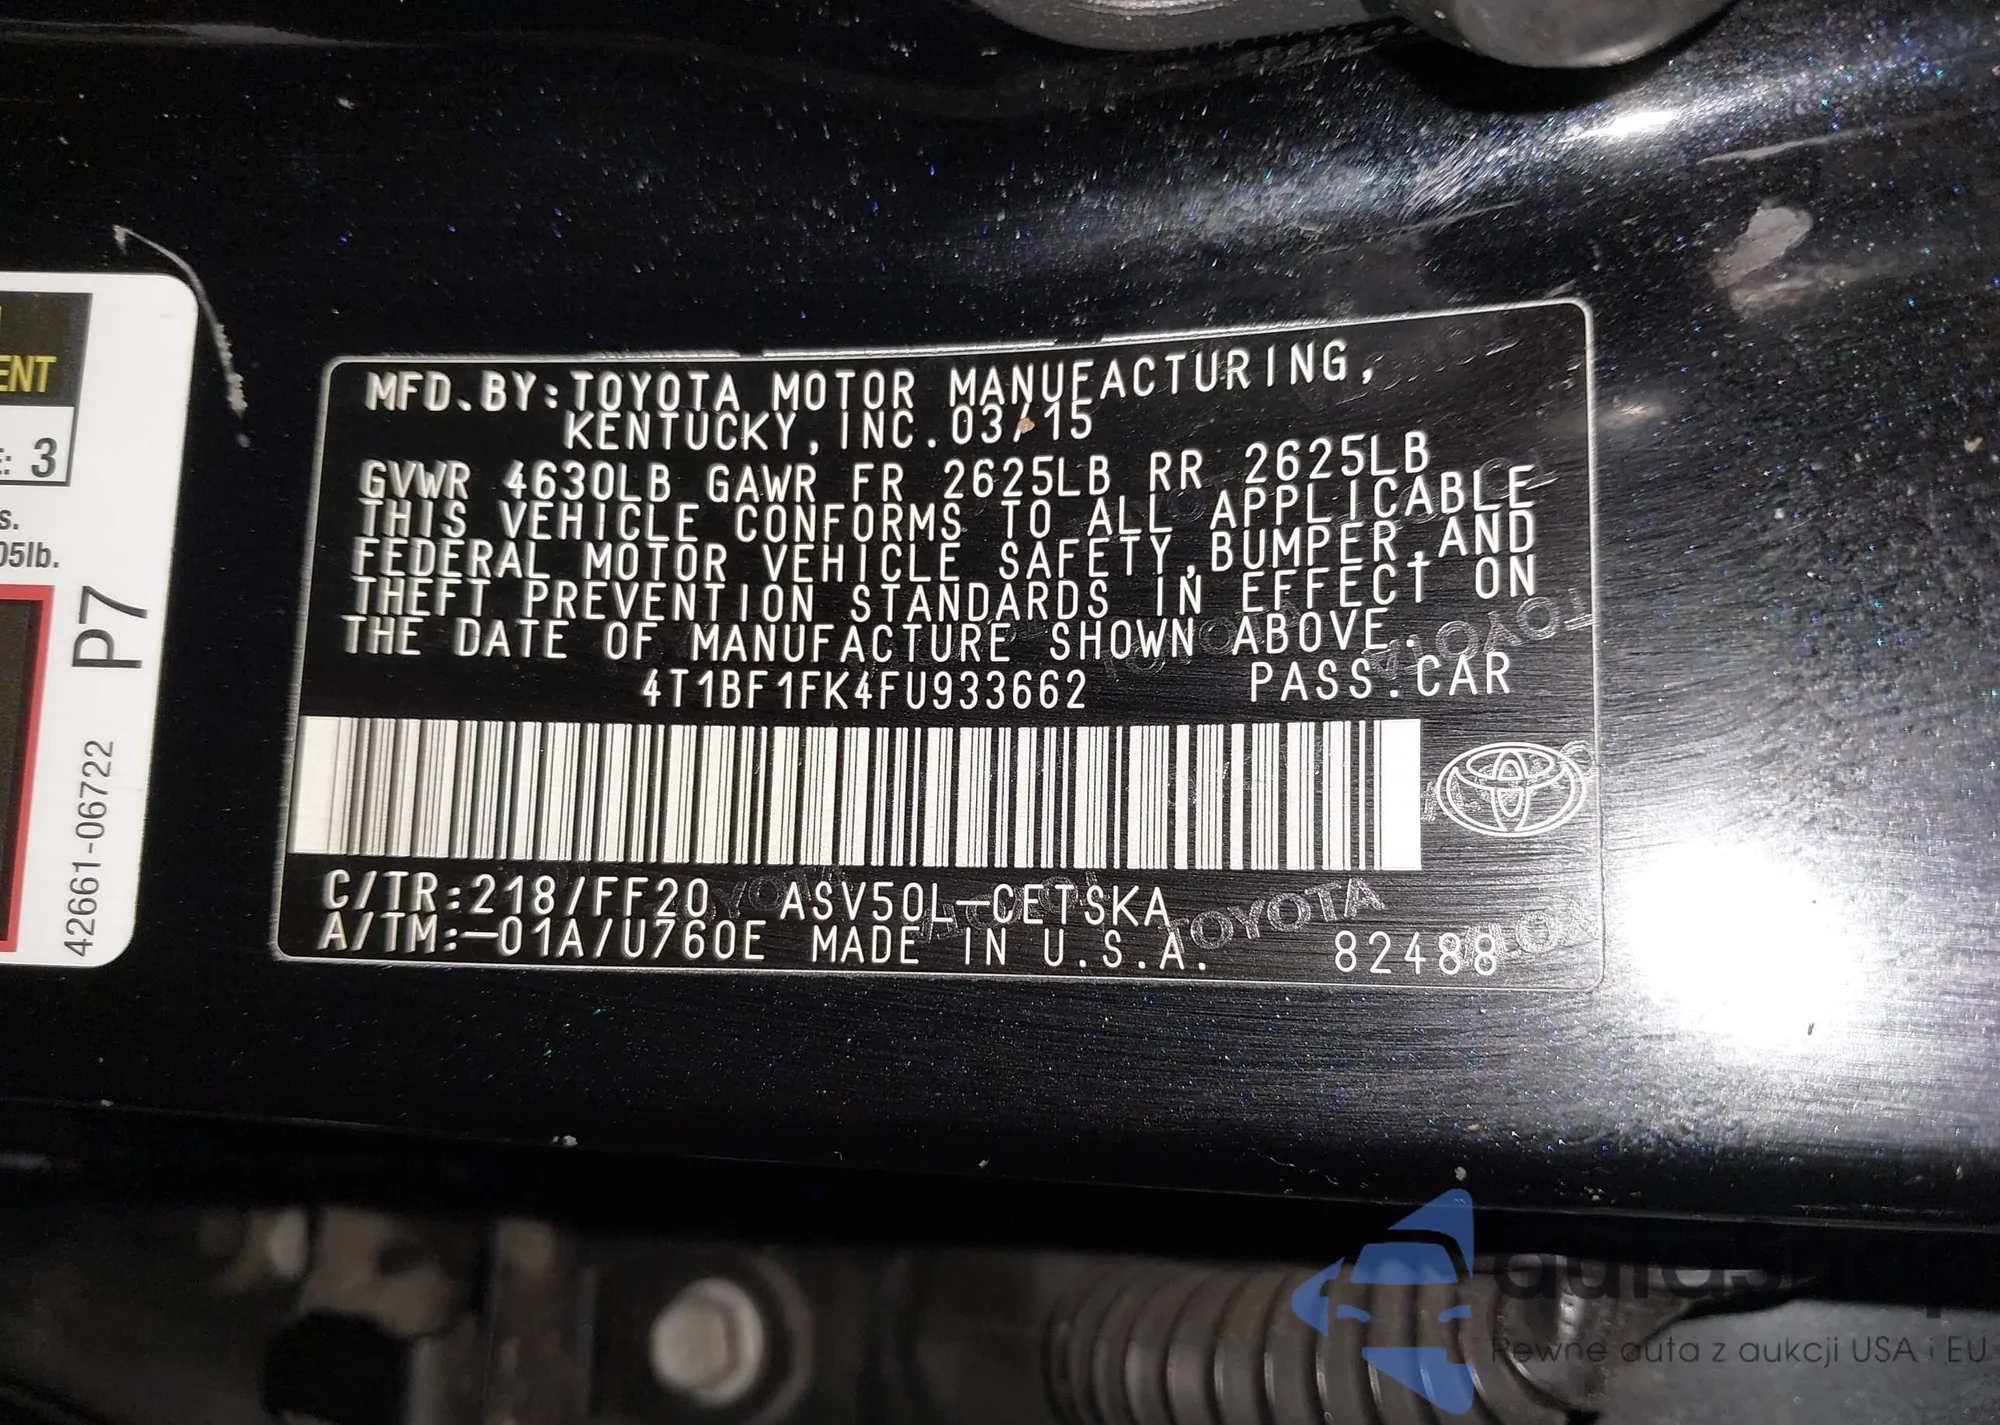 ENT
3
s.
05lb.
P7
42661-06722
MFD.BY:TOYOTA MOTOR MANUFACTURING,
KENTUCKY,INC.03/15
GVWR 4630LB GAWR FR 2625LB RR 2625LB
THIS VEHICLE CONFORMS TO ALL APPLICABLE
FEDERAL MOTOR VEHICLE SAFETY,BUMPER,AND
THEFT PREVENTION STANDARDS IN EFFECT ON
THE DATE OF MANUFACTURE SHOWN ABOVE.
4T1BF1FK4FU933662 PASS.CAR
C/TR:218/FF20 ASV50L-CETSKA
A/TM:-01A/U760E MADE IN U.S.A. 82488
TOYOTA
Pewne auta z aukcji USA i EU